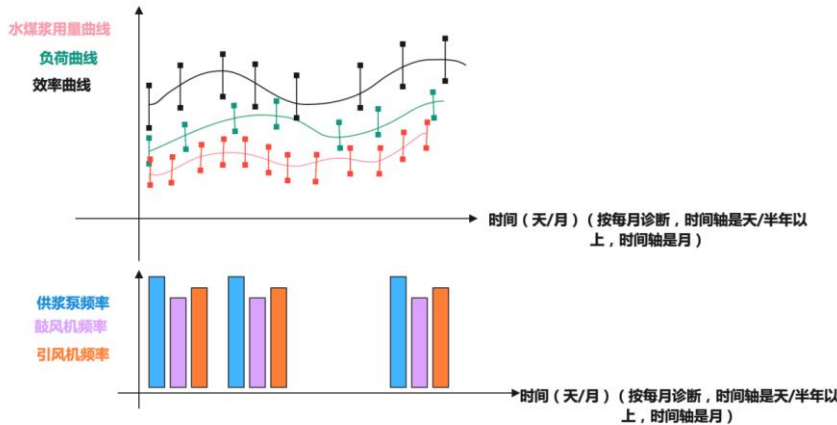 水煤浆用量曲线
负荷曲线
效率曲线
时间（天/月）（按每月诊断，时间轴是天/半年以
上，时间轴是月）
供浆泵频率
鼓风机频率
引风机频率
时间（天/月）（按每月诊断，时间轴是天/半年以
上，时间轴是月）